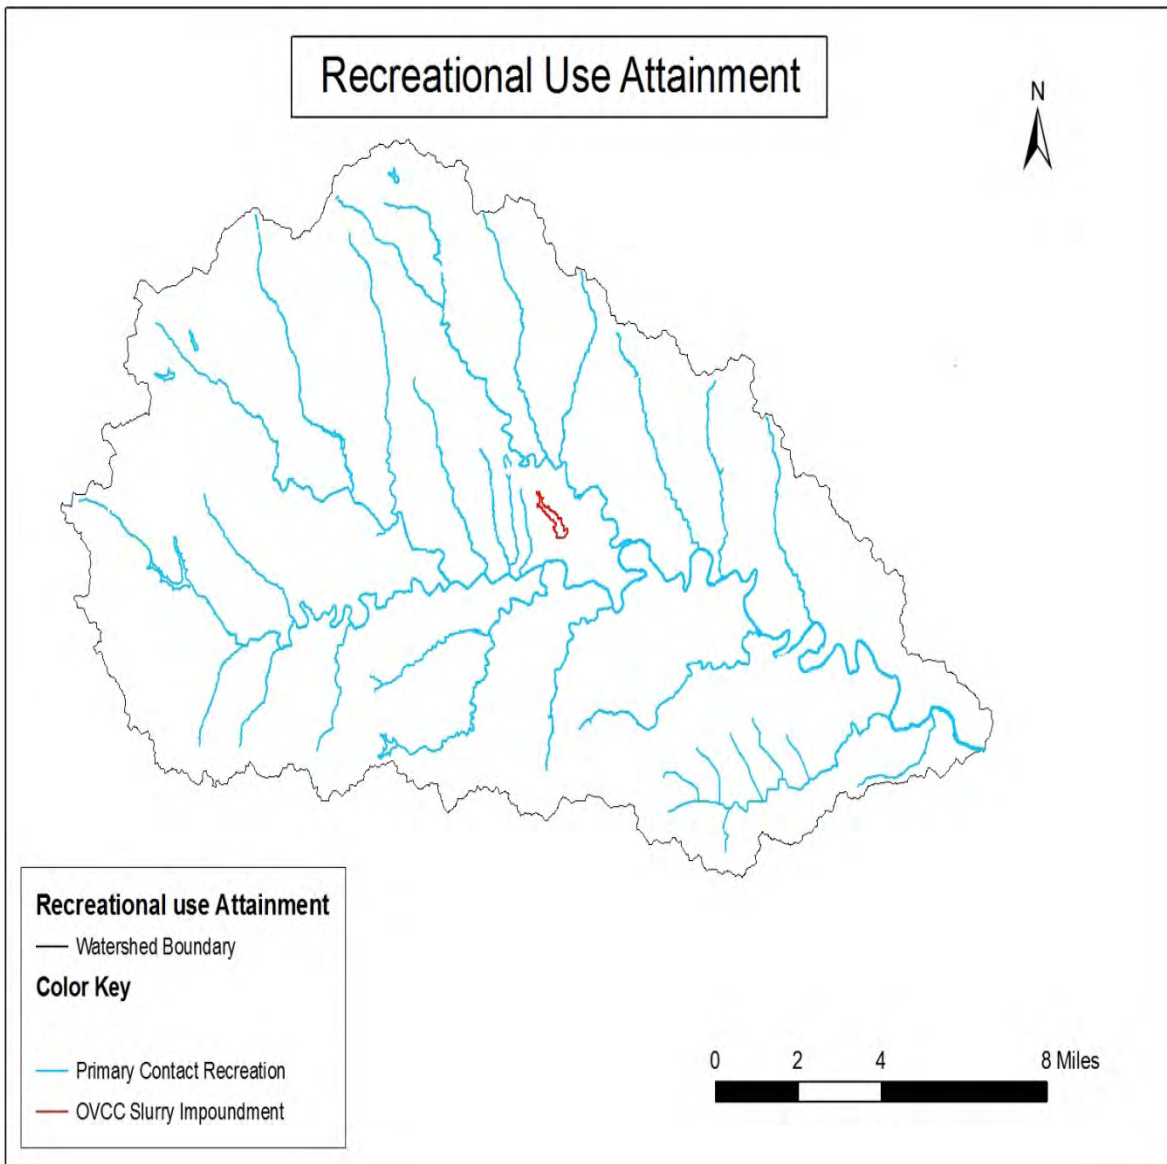 Recreational Use Attainment
N
Recreational use Attainment
Watershed Boundary
Color Key
Primary Contact Recreation
OVCC Slurry Impoundment
0 2 4 8 Miles